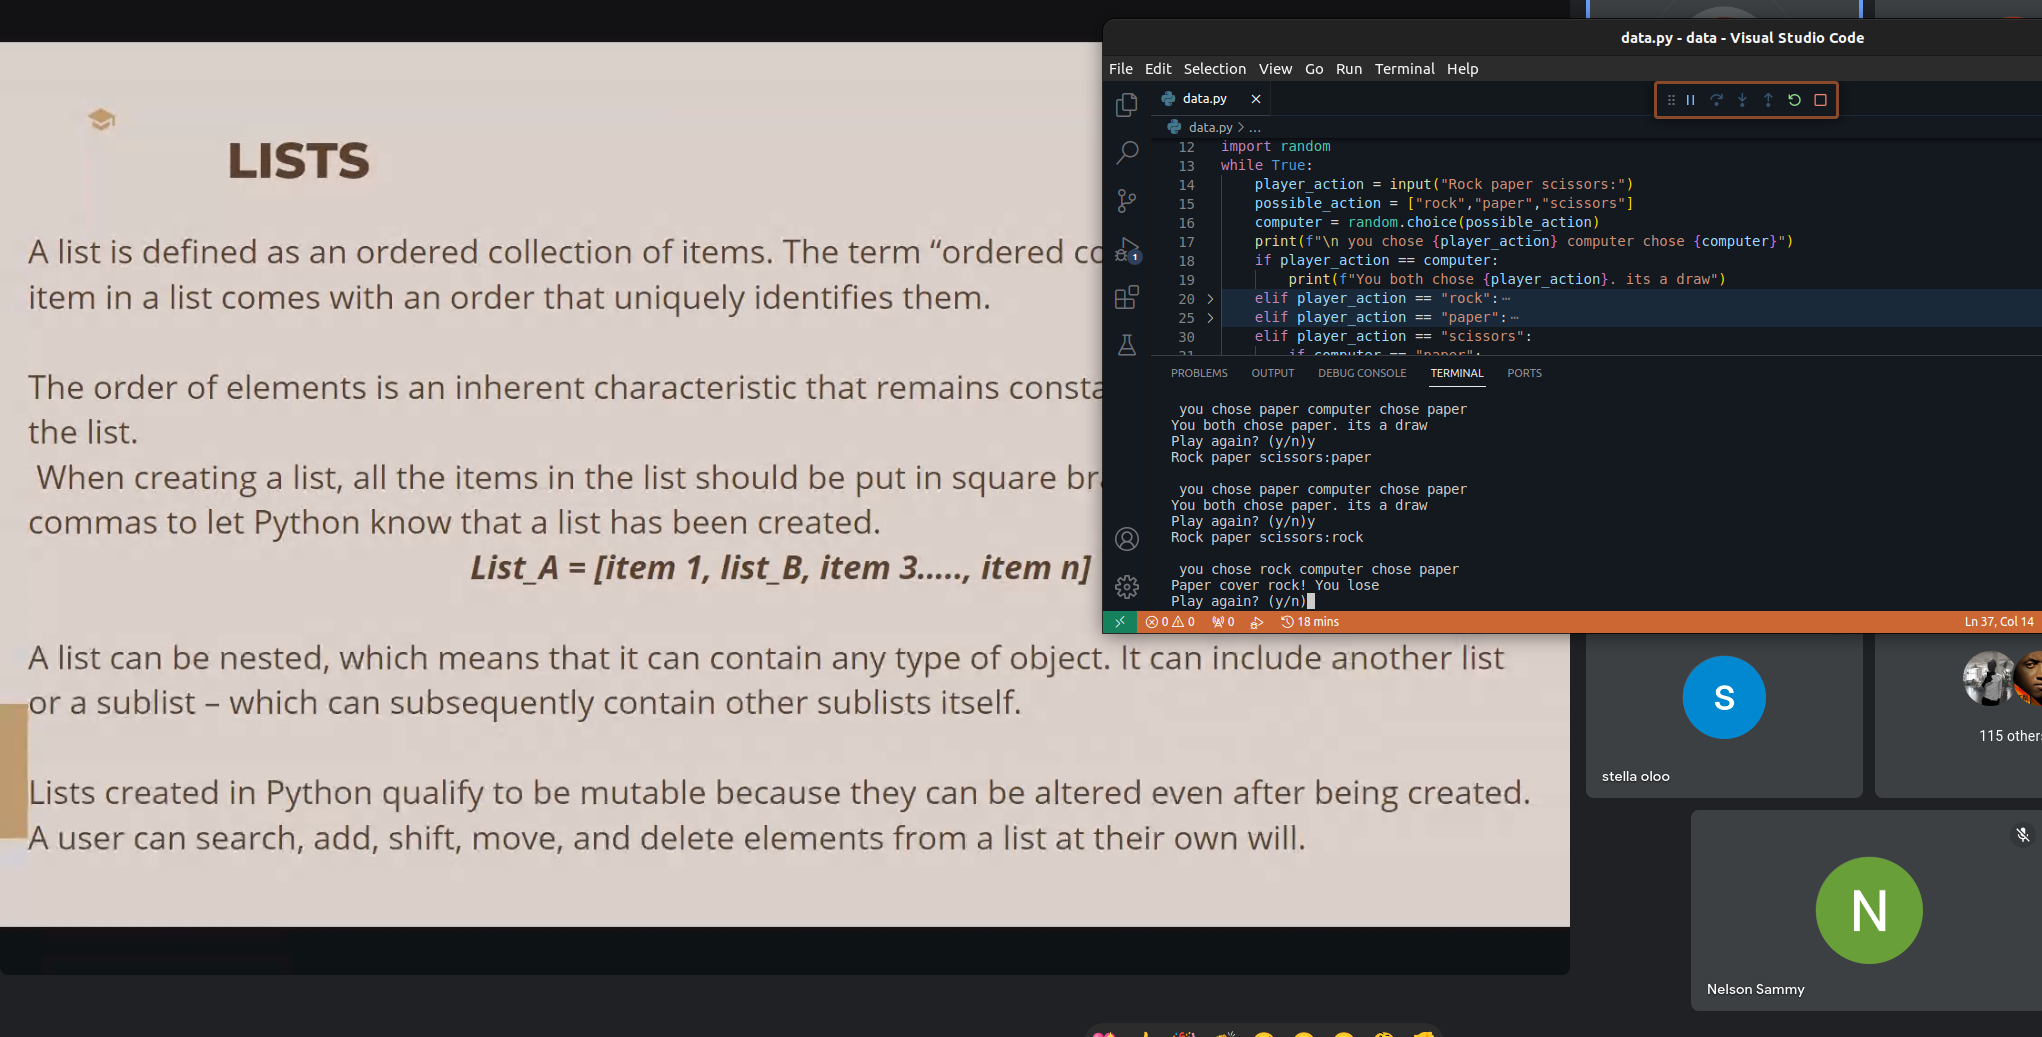 LISTS
A list is defined as an ordered collection of items. The term “ordered
item in a list comes with an order that uniquely identifies them.
The order of elements is an inherent characteristic that remains
the list.
When creating a list, all the items in the list should be put in square
commas to let Python know that a list has been created.
List_A = [item 1, list_B, item 3....., item n]
A list can be nested, which means that it can contain any type of object. It can include another list
or a sublist – which can subsequently contain other sublists itself.
Lists created in Python qualify to be mutable because they can be altered even after being created.
A user can search, add, shift, move, and delete elements from a list at their own will.
data.py - data - Visual Studio Code
File Edit Selection View Go Run Terminal Help
data.py
data.py > ...
12 import random
13 while True:
14 player_action = input("Rock paper scissors:")
15 possible_action = ["rock","paper","scissors"]
16 computer = random.choice(possible_action)
17 print(f"\n you chose {player_action} computer chose {computer}")
18 if player_action == computer:
19 print(f"You both chose {player_action}. its a draw")
20 elif player_action == "rock":
25 elif player_action == "paper":
30 elif player_action == "scissors":
31 if computer == "paper":
1
PROBLEMS OUTPUT DEBUG CONSOLE TERMINAL PORTS
you chose paper computer chose paper
You both chose paper. its a draw
Play again? (y/n)y
Rock paper scissors:paper
you chose paper computer chose paper
You both chose paper. its a draw
Play again? (y/n)y
Rock paper scissors:rock
you chose rock computer chose paper
Paper cover rock! You lose
Play again? (y/n)
0 0 0 18 mins Ln 37, Col 14
S
stella oloo
115 others
N
Nelson Sammy